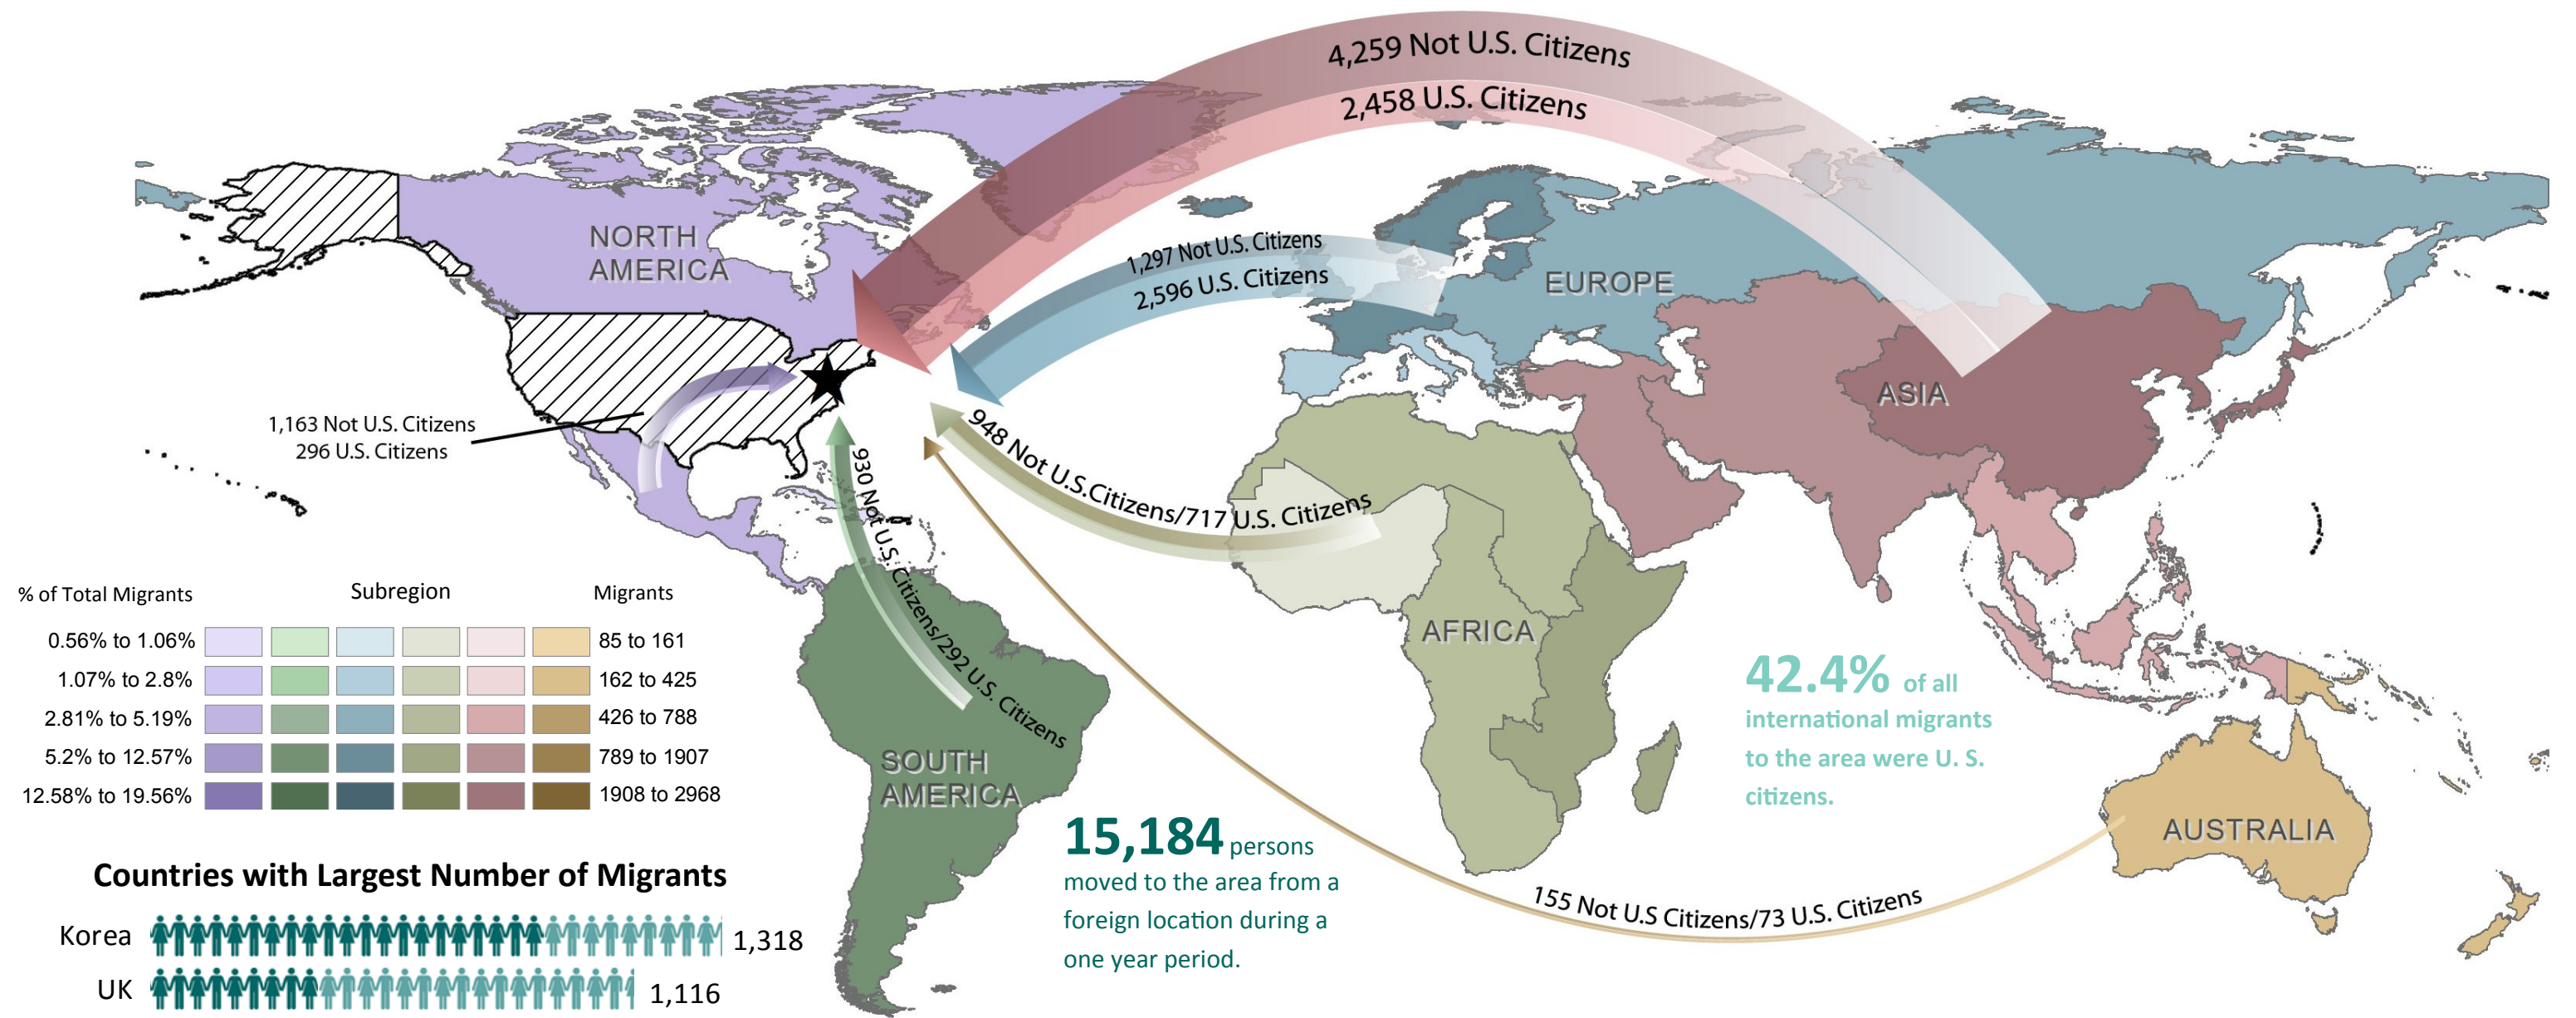 4,259 Not U.S. Citizens
2,458 U.S. Citizens
NORTH
AMERICA
1,297 Not U.S. Citizens
2,596 U.S. Citizens
EUROPE
ASIA
1,163 Not U.S. Citizens
296 U.S. Citizens
948 Not U.S.Citizens/717 U.S. Citizens
930 Not U.S. Citizens/292 U.S. Citizens
AFRICA
SOUTH
AMERICA
AUSTRALIA
155 Not U.S Citizens/73 U.S. Citizens
42.4% of all
international migrants
to the area were U. S.
citizens.
15,184 persons
moved to the area from a
foreign location during a
one year period.
% of Total Migrants Subregion Migrants
0.56% to 1.06% 85 to 161
1.07% to 2.8% 162 to 425
2.81% to 5.19% 426 to 788
5.2% to 12.57% 789 to 1907
12.58% to 19.56% 1908 to 2968
Countries with Largest Number of Migrants
Korea 1,318
UK 1,116